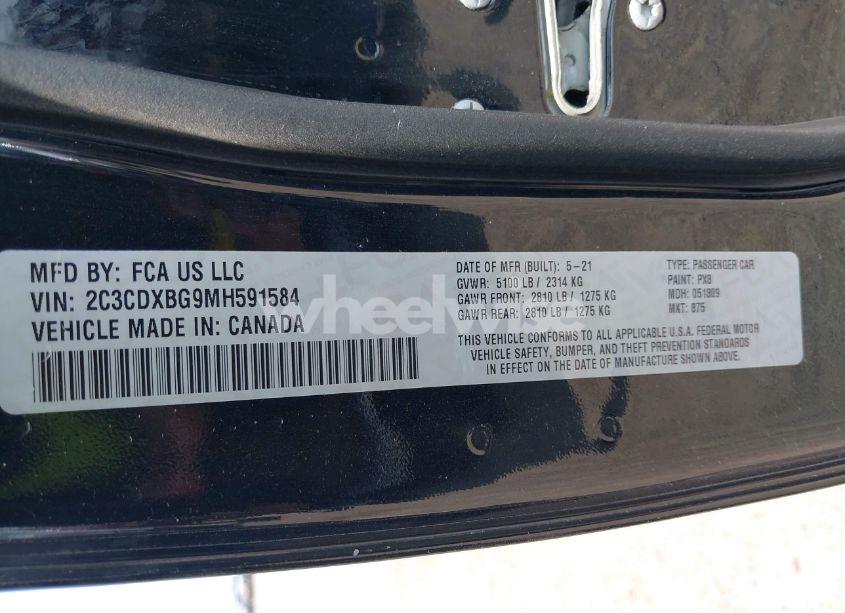 MFD BY: FCA US LLC
VIN: 2C3CDXBG9MH591584
VEHICLE MADE IN: CANADA
DATE OF MFR (BUILT): 5-21
GVWR: 5100 LB / 2314 KG
GAWR FRONT: 2810 LB / 1275 KG
GAWR REAR: 2810 LB / 1275 KG
TYPE: PASSENGER CAR
PAINT: PX8
MDH: 051809
MKT: 875
THIS VEHICLE CONFORMS TO ALL APPLICABLE U.S.A. FEDERAL MOTOR
VEHICLE SAFETY, BUMPER, AND THEFT PREVENTION STANDARDS
IN EFFECT ON THE DATE OF MANUFACTURE SHOWN ABOVE.
wheelwise